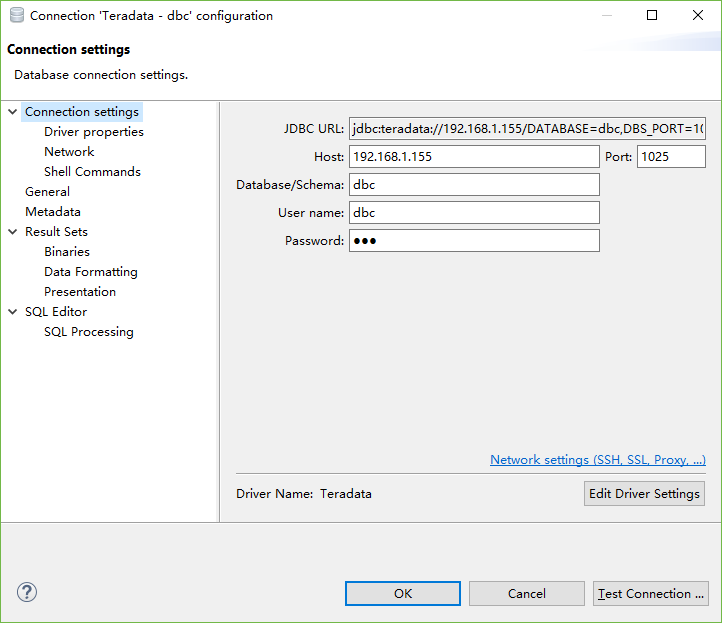 Connection 'Teradata - dbc' configuration
Connection settings
Database connection settings.
Connection settings
Driver properties
Network
Shell Commands
General
Metadata
Result Sets
Binaries
Data Formatting
Presentation
SQL Editor
SQL Processing
JDBC URL: jdbc:teradata://192.168.1.155/DATABASE=dbc,DBS_PORT=10
Host: 192.168.1.155 Port: 1025
Database/Schema: dbc
User name: dbc
Password: ●●●
Network settings (SSH, SSL, Proxy, ...)
Driver Name: Teradata Edit Driver Settings
? OK Cancel Test Connection ...